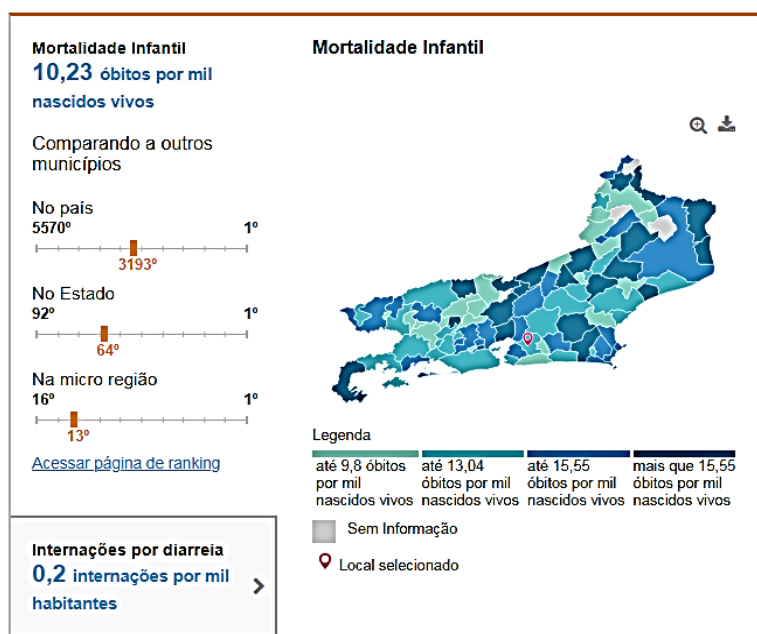 Mortalidade Infantil
10,23 óbitos por mil
nascidos vivos
Comparando a outros
municípios
No país
5570º 1º
3193º
No Estado
92º 1º
64º
Na micro região
16º 1º
13º
Acessar página de ranking
Internações por diarreia
0,2 internações por mil
habitantes
Mortalidade Infantil
Legenda
até 9,8 óbitos
por mil
nascidos vivos
até 13,04
óbitos por mil
nascidos vivos
até 15,55
óbitos por mil
nascidos vivos
mais que 15,55
óbitos por mil
nascidos vivos
Sem Informação
Local selecionado